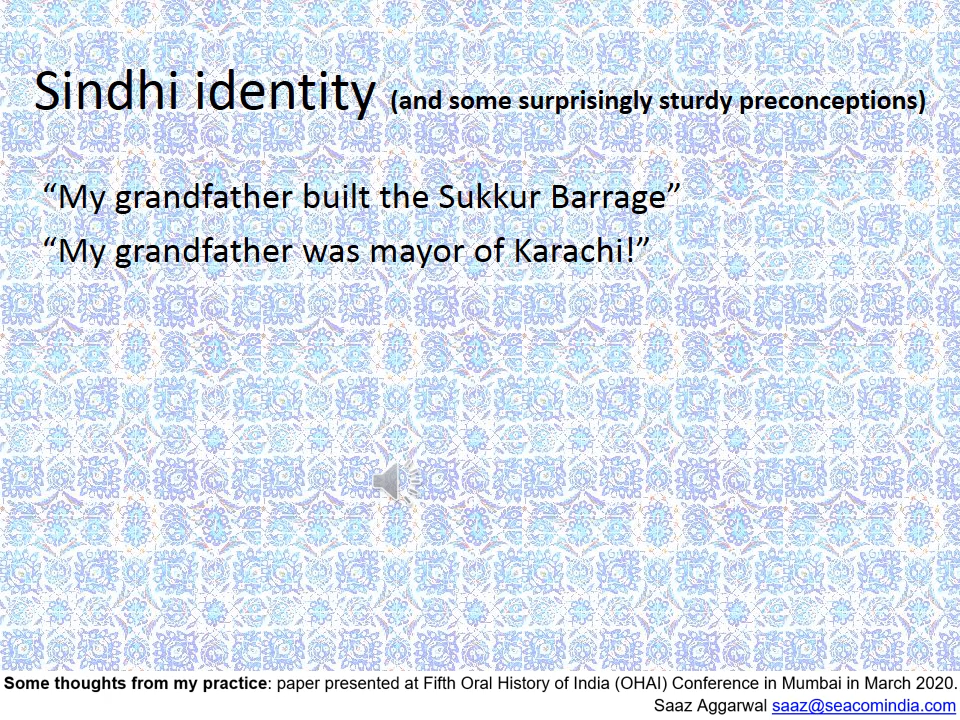 Sindhi identity (and some surprisingly sturdy preconceptions)
“My grandfather built the Sukkur Barrage”
“My grandfather was mayor of Karachi!”
Some thoughts from my practice: paper presented at Fifth Oral History of India (OHAI) Conference in Mumbai in March 2020.
Saaz Aggarwal saaz@seacomindia.com